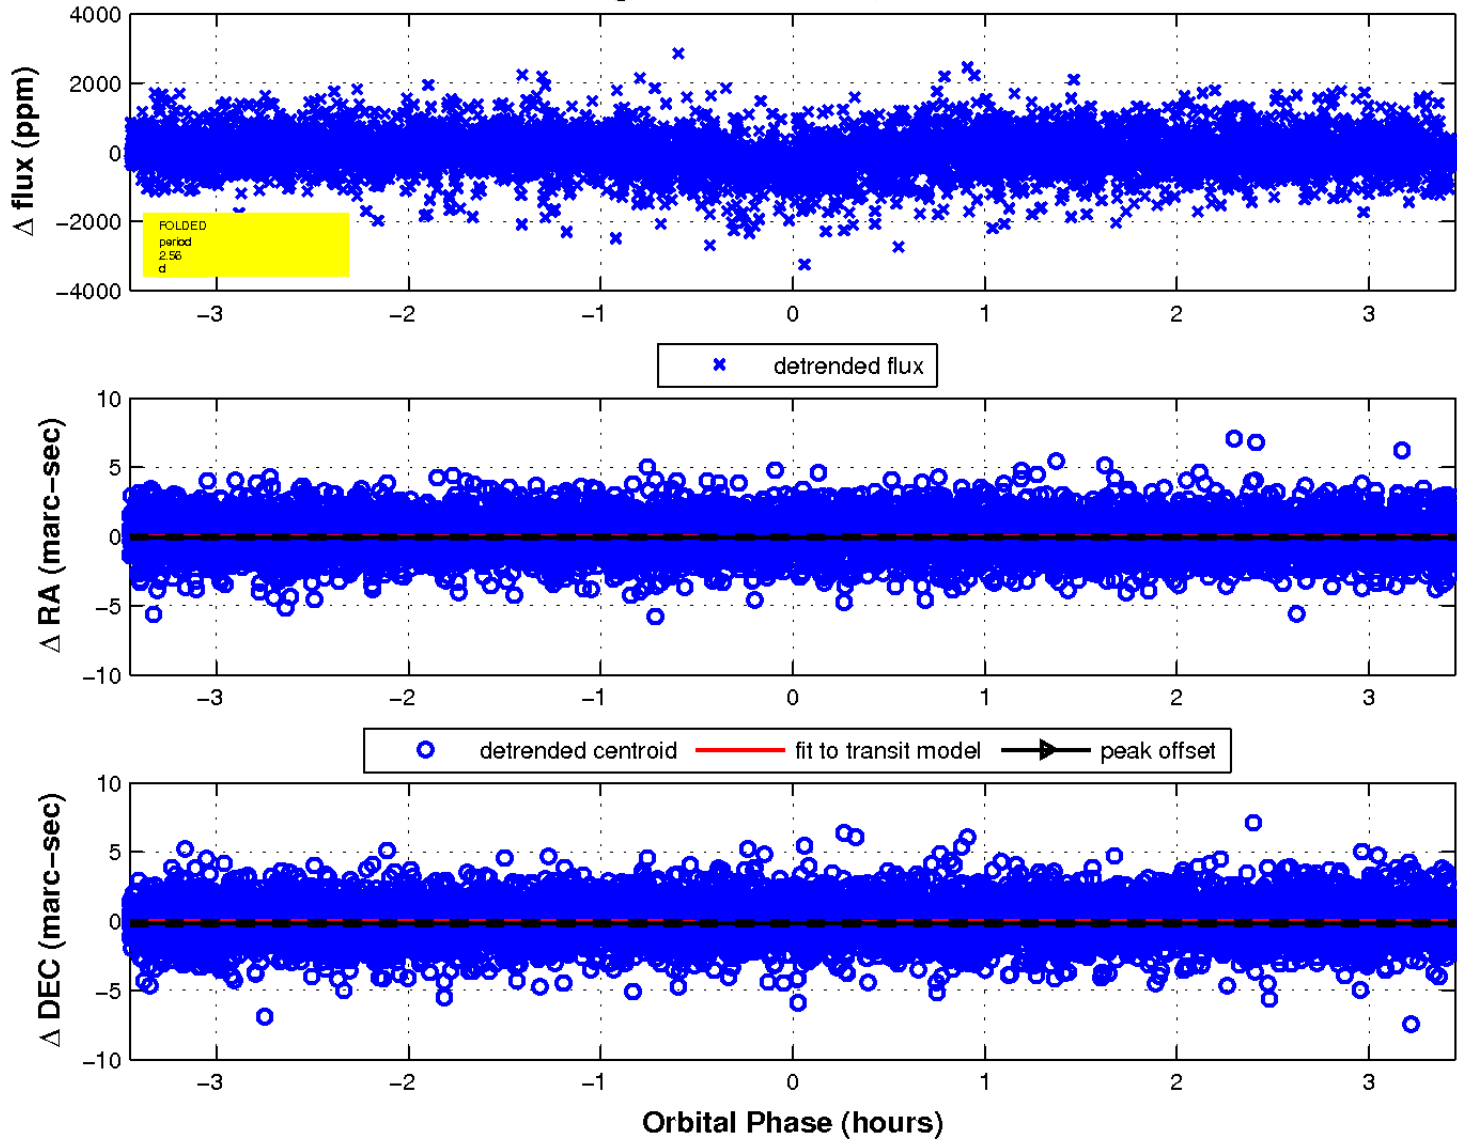 4000
2000
0
−2000
−4000
Δ flux (ppm)
FOLDED
period
2.56
d
−3 −2 −1 0 1 2 3
detrended flux
10
5
0
−5
−10
Δ RA (marc−sec)
−3 −2 −1 0 1 2 3
detrended centroid fit to transit model peak offset
10
5
0
−5
−10
Δ DEC (marc−sec)
−3 −2 −1 0 1 2 3
Orbital Phase (hours)